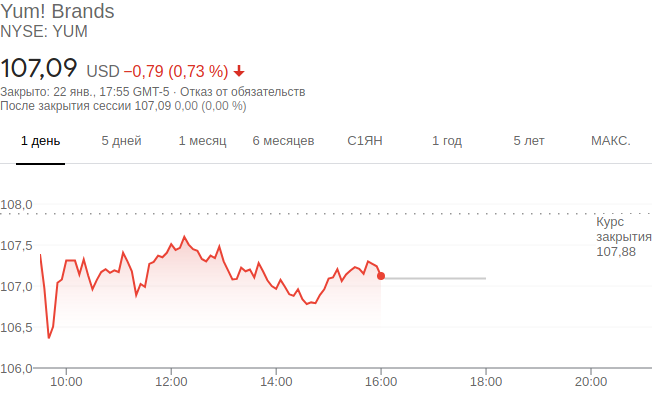 Yum! Brands
NYSE: YUM
107,09 USD −0,79 (0,73 %)
Закрыто: 22 янв., 17:55 GMT-5 · Отказ от обязательств
После закрытия сессии 107,09 0,00 (0,00 %)
1 день 5 дней 1 месяц 6 месяцев С1ЯН 1 год 5 лет МАКС.
108,0
Курс
закрытия
107,88
107,5
107,0
106,5
106,0
10:00 12:00 14:00 16:00 18:00 20:00